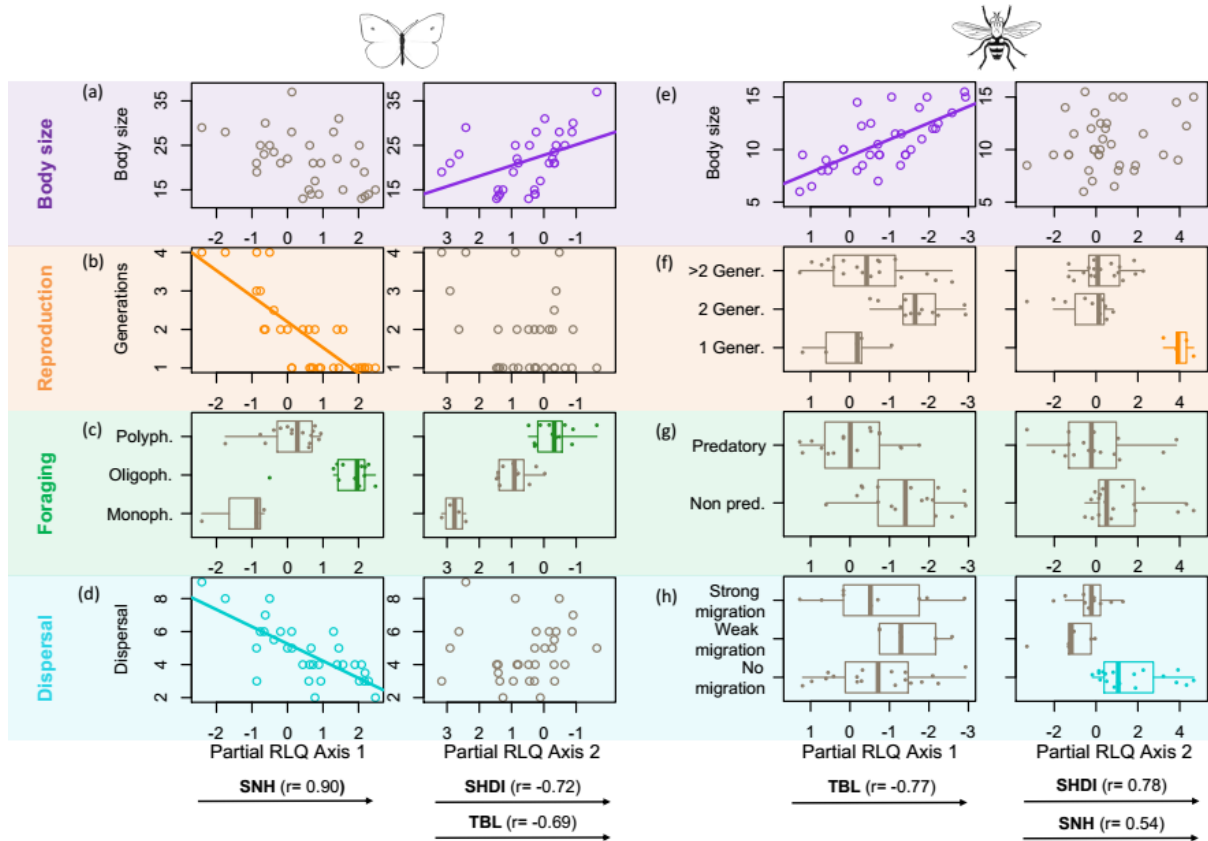 Body size
(a)
Body size
35
25
15
35
25
15
3 2 1 0 -1
-2 -1 0 1 2
(e)
Body size
15
10
5
15
10
5
1 0 -1 -2 -3
-2 0 2 4
Reproduction
(b)
Generations
4
3
2
1
4
3
2
1
-2 -1 0 1 2
3 2 1 0 -1
(f)
>2 Gener.
2 Gener.
1 Gener.
1 0 -1 -2 -3
-2 0 2 4
Foraging
(c)
Polyph.
Oligoph.
Monoph.
-2 -1 0 1 2
3 2 1 0 -1
(g)
Predatory
Non pred.
1 0 -1 -2 -3
-2 0 2 4
Dispersal
(d)
Dispersal
8
6
4
2
8
6
4
2
-2 -1 0 1 2
3 2 1 0 -1
(h)
Strong
migration
Weak
migration
No
migration
1 0 -1 -2 -3
-2 0 2 4
Partial RLQ Axis 1
Partial RLQ Axis 2
Partial RLQ Axis 1
Partial RLQ Axis 2
SNH (r= 0.90)
SHDI (r= -0.72)
TBL (r= -0.69)
TBL (r= -0.77)
SHDI (r= 0.78)
SNH (r= 0.54)